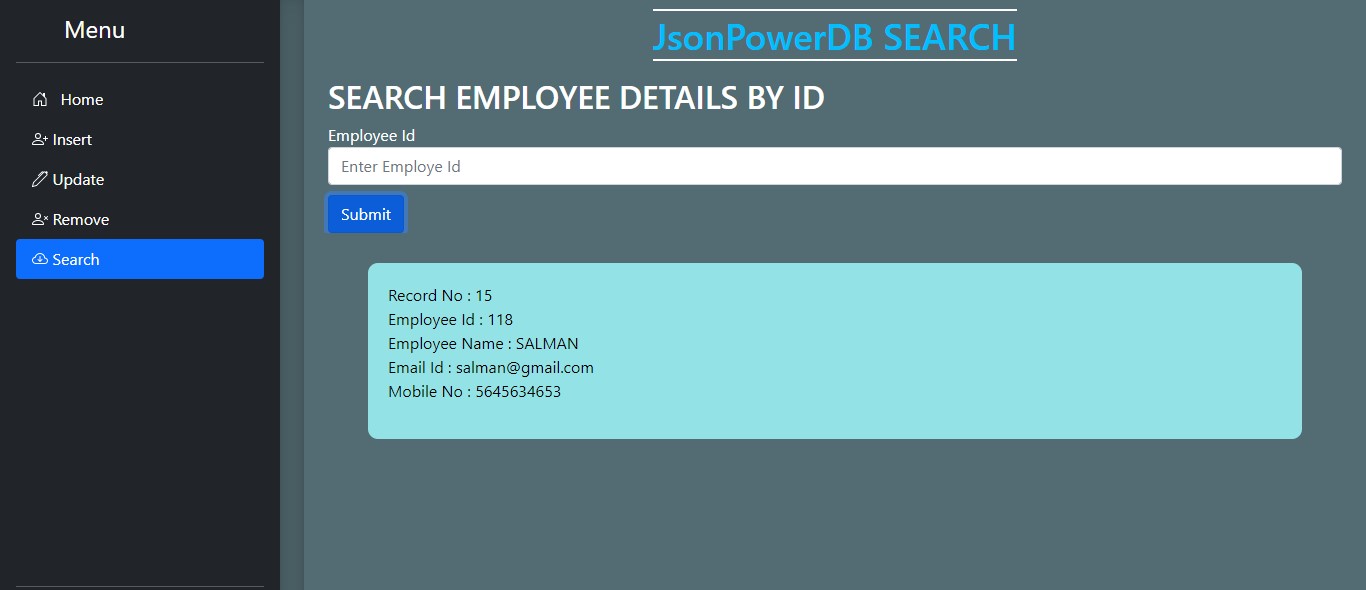 Menu
Home
Insert
Update
Remove
Search
JsonPowerDB SEARCH
SEARCH EMPLOYEE DETAILS BY ID
Employee Id
Enter Employe Id
Submit
Record No : 15
Employee Id : 118
Employee Name : SALMAN
Email Id : salman@gmail.com
Mobile No : 5645634653